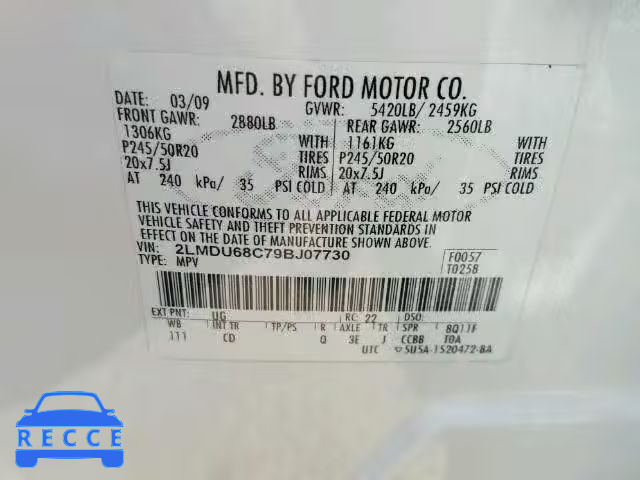 MFD. BY FORD MOTOR CO.
DATE: 03/09 GVWR: 5420LB/ 2459KG
FRONT GAWR: 2880LB REAR GAWR: 2560LB
1306KG WITH 1161KG WITH
P245/50R20 TIRES P245/50R20 TIRES
20x7.5J RIMS 20x7.5J RIMS
AT 240 kPa/ 35 PSI COLD AT 240 kPa/ 35 PSI COLD
THIS VEHICLE CONFORMS TO ALL APPLICABLE FEDERAL MOTOR
VEHICLE SAFETY AND THEFT PREVENTION STANDARDS IN
EFFECT ON THE DATE OF MANUFACTURE SHOWN ABOVE.
VIN: 2LMDU68C79BJ07730 F0057
TYPE: MPV T0258
EXT PNT: UG RC: 22 DSO:
WB INT TR TP/PS R AXLE TR SPR 8Q11F
111 CD Q 3E J CCBB T0A
UTC 5U5A-1520472-BA
RECCE